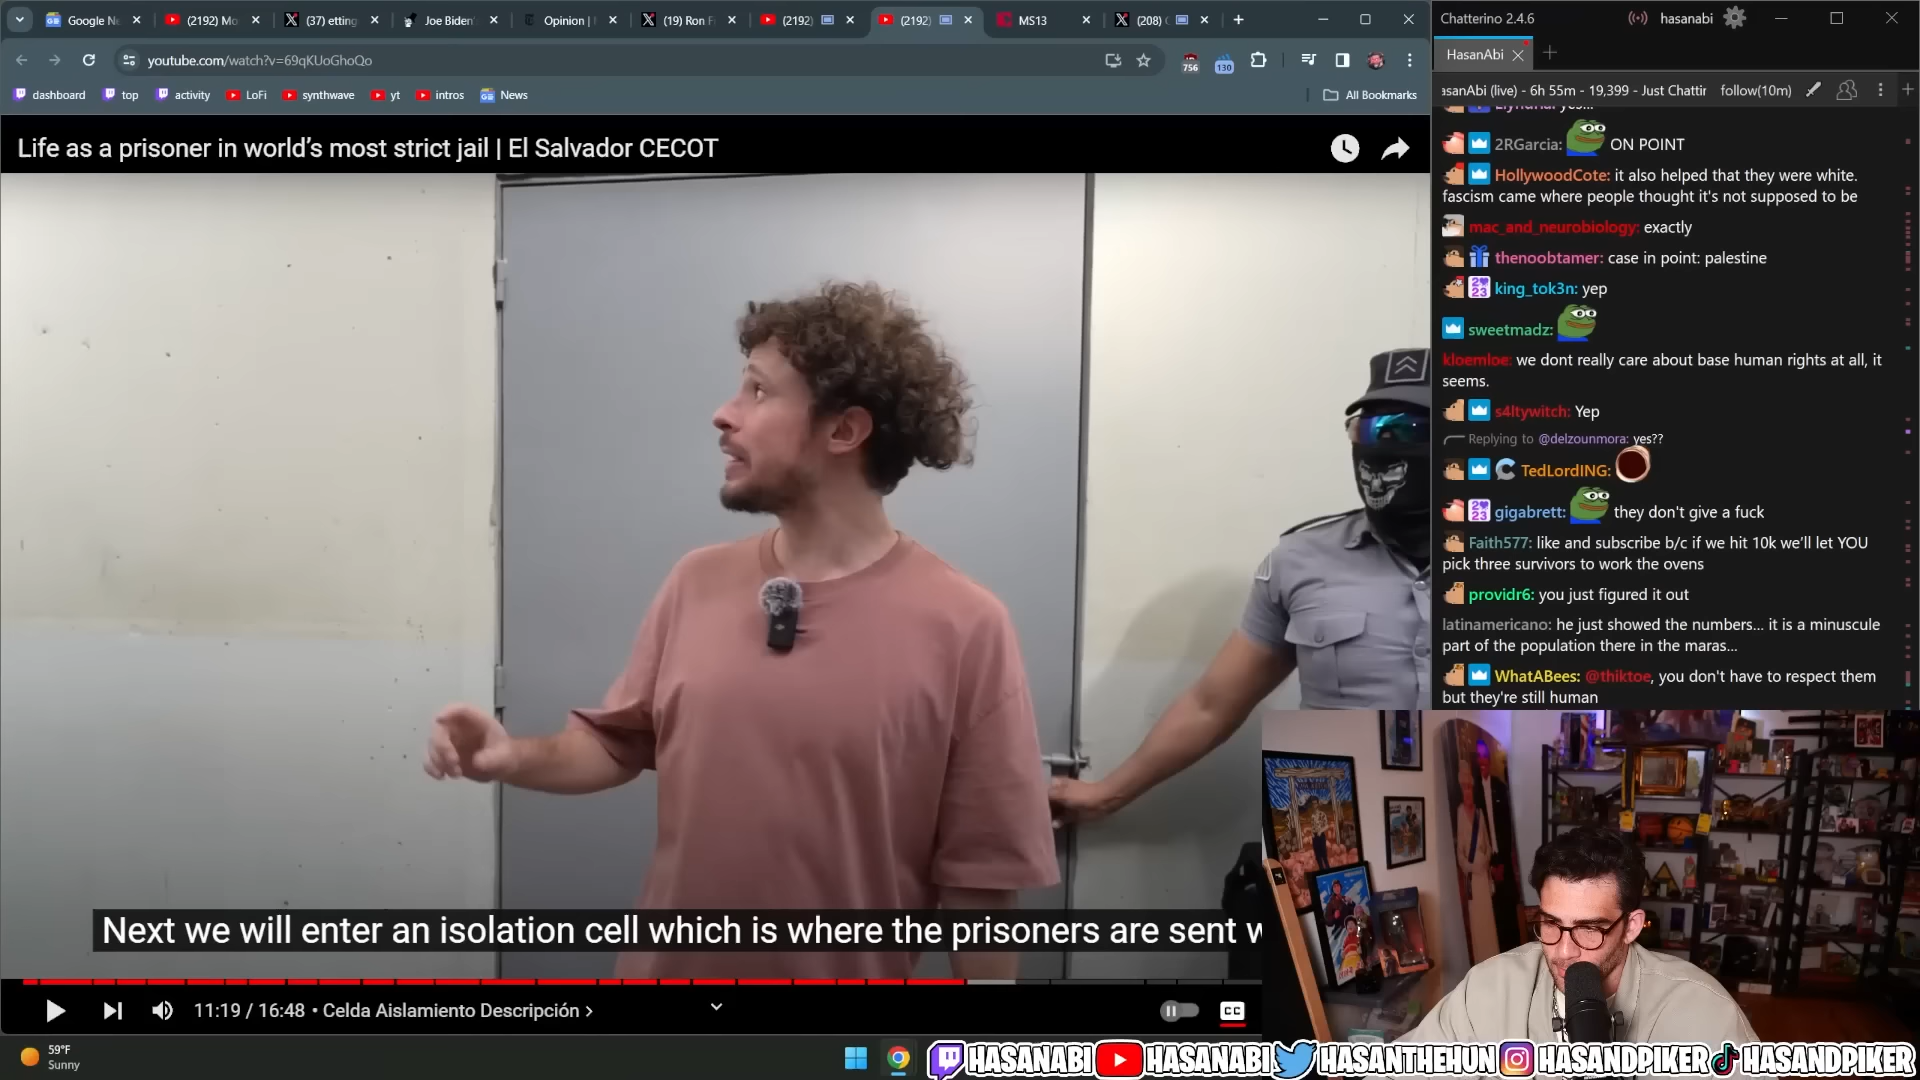 Google Ne
(2192) Mo
(37) etting
Joe Biden'
Opinion |
(19) Ron F
(2192)
(2192)
MS13
(208)
youtube.com/watch?v=69qKUoGhoQo
756
130
dashboard
top
activity
LoFi
synthwave
yt
intros
News
All Bookmarks
Life as a prisoner in world's most strict jail | El Salvador CECOT
Next we will enter an isolation cell which is where the prisoners are sent w
11:19 / 16:48 • Celda Aislamiento Descripción >
CC
59°F
Sunny
HASANABI
HASANABI
HASANTHEHUN
HASANDPIKER
HASANDPIKER
Chatterino 2.4.6
hasanabi
HasanAbi
asanAbi (live) - 6h 55m - 19,399 - Just Chattir
follow(10m)
2RGarcia: ON POINT
HollywoodCote: it also helped that they were white.
fascism came where people thought it's not supposed to be
mac_and_neurobiology: exactly
thenoobtamer: case in point: palestine
king_tok3n: yep
sweetmadz:
kloemloe: we dont really care about base human rights at all, it
seems.
s4ltywitch: Yep
Replying to @delzounmora: yes??
TedLordING:
gigabrett: they don't give a fuck
Faith577: like and subscribe b/c if we hit 10k we'll let YOU
pick three survivors to work the ovens
providr6: you just figured it out
latinamericano: he just showed the numbers... it is a minuscule
part of the population there in the maras...
WhatABees: @thiktoe, you don't have to respect them
but they're still human